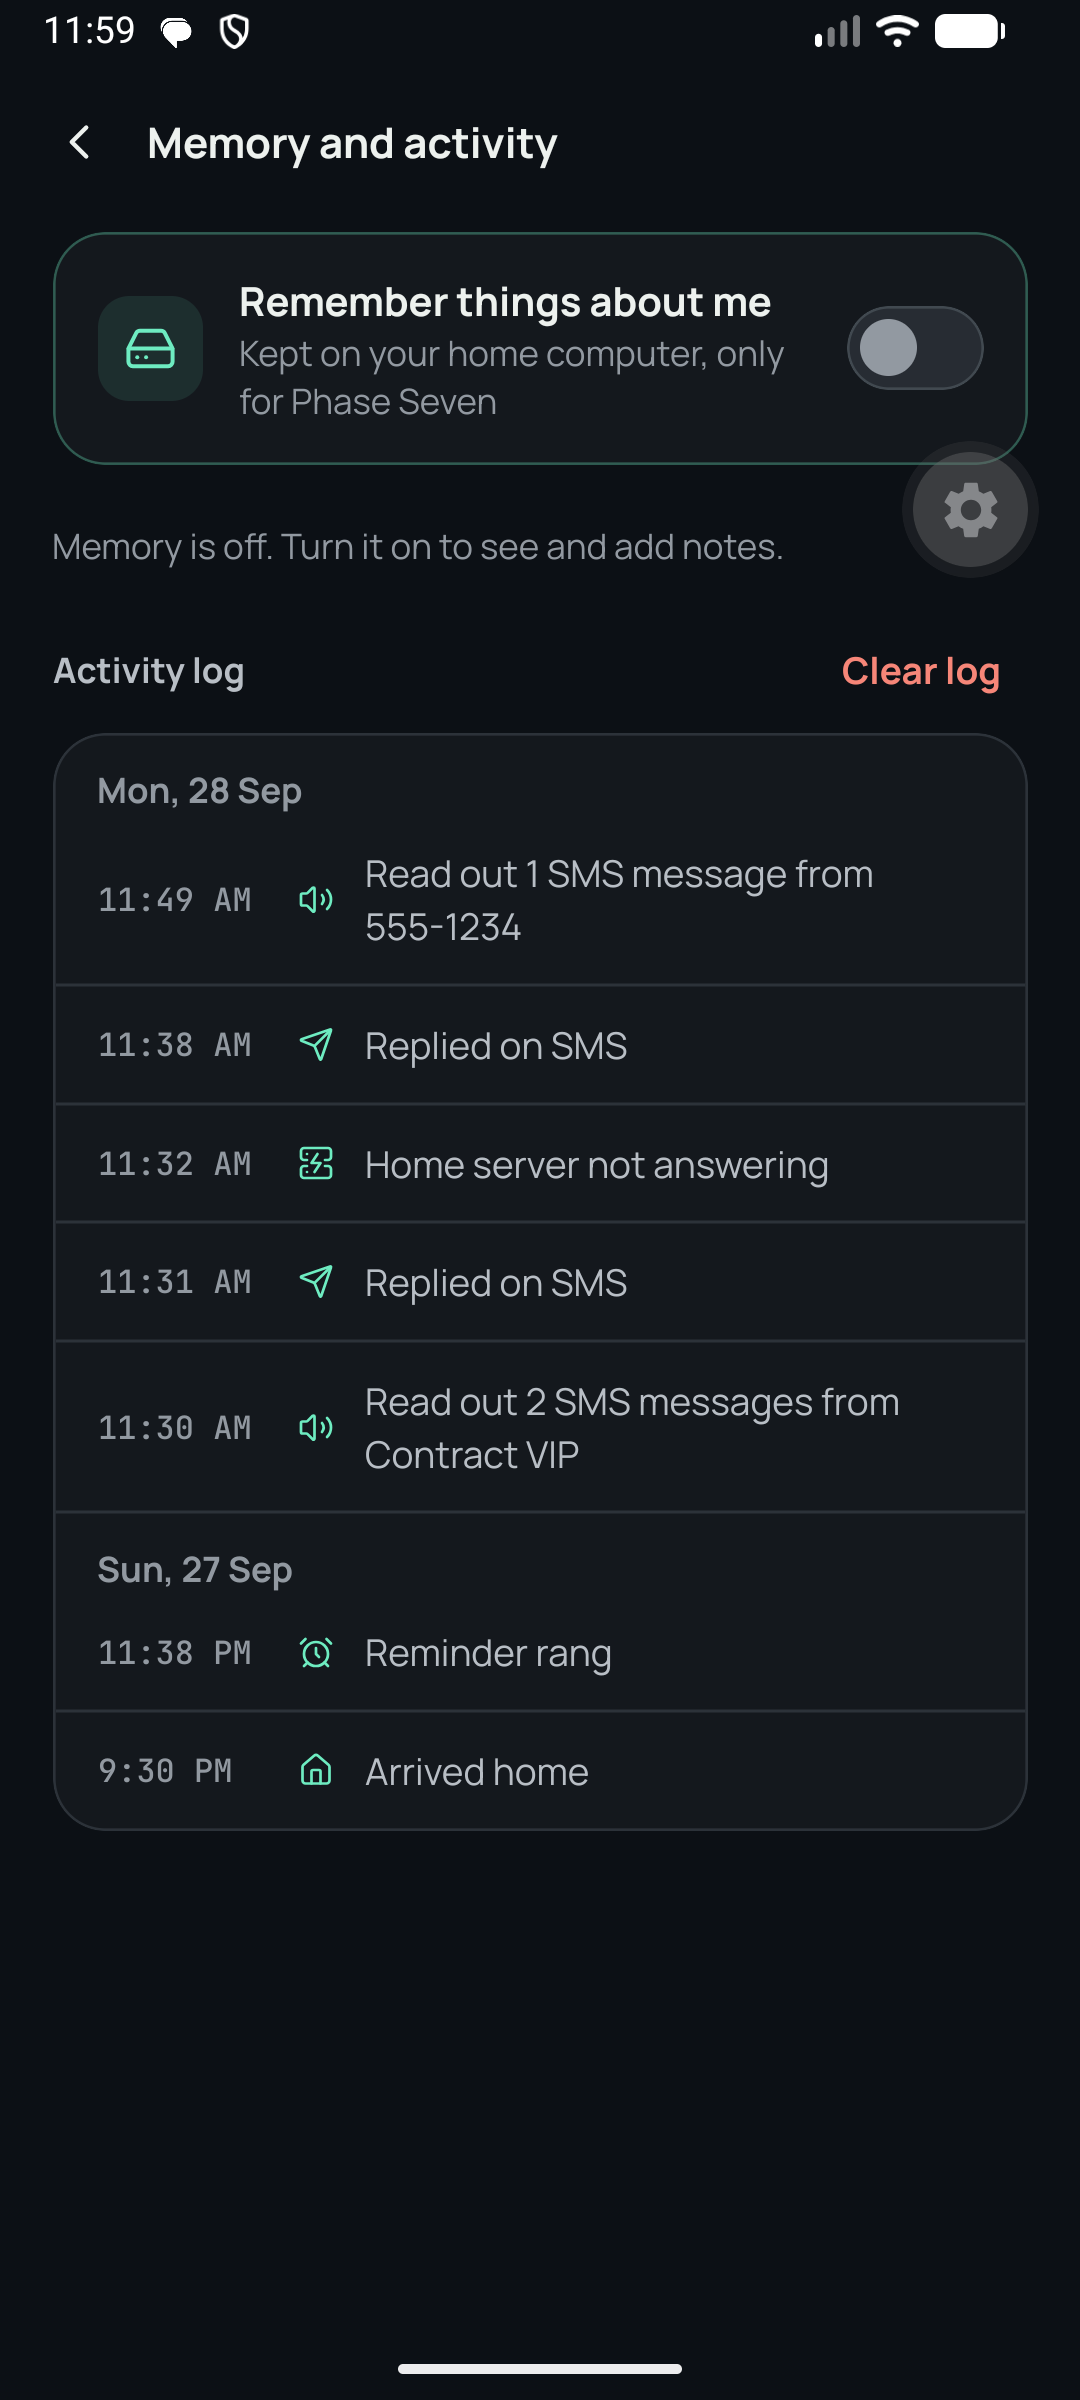 11:59
Memory and activity
Remember things about me
Kept on your home computer, only
for Phase Seven
Memory is off. Turn it on to see and add notes.
Activity log
Clear log
Mon, 28 Sep
11:49 AM
Read out 1 SMS message from
555-1234
11:38 AM
Replied on SMS
11:32 AM
Home server not answering
11:31 AM
Replied on SMS
11:30 AM
Read out 2 SMS messages from
Contract VIP
Sun, 27 Sep
11:38 PM
Reminder rang
9:30 PM
Arrived home